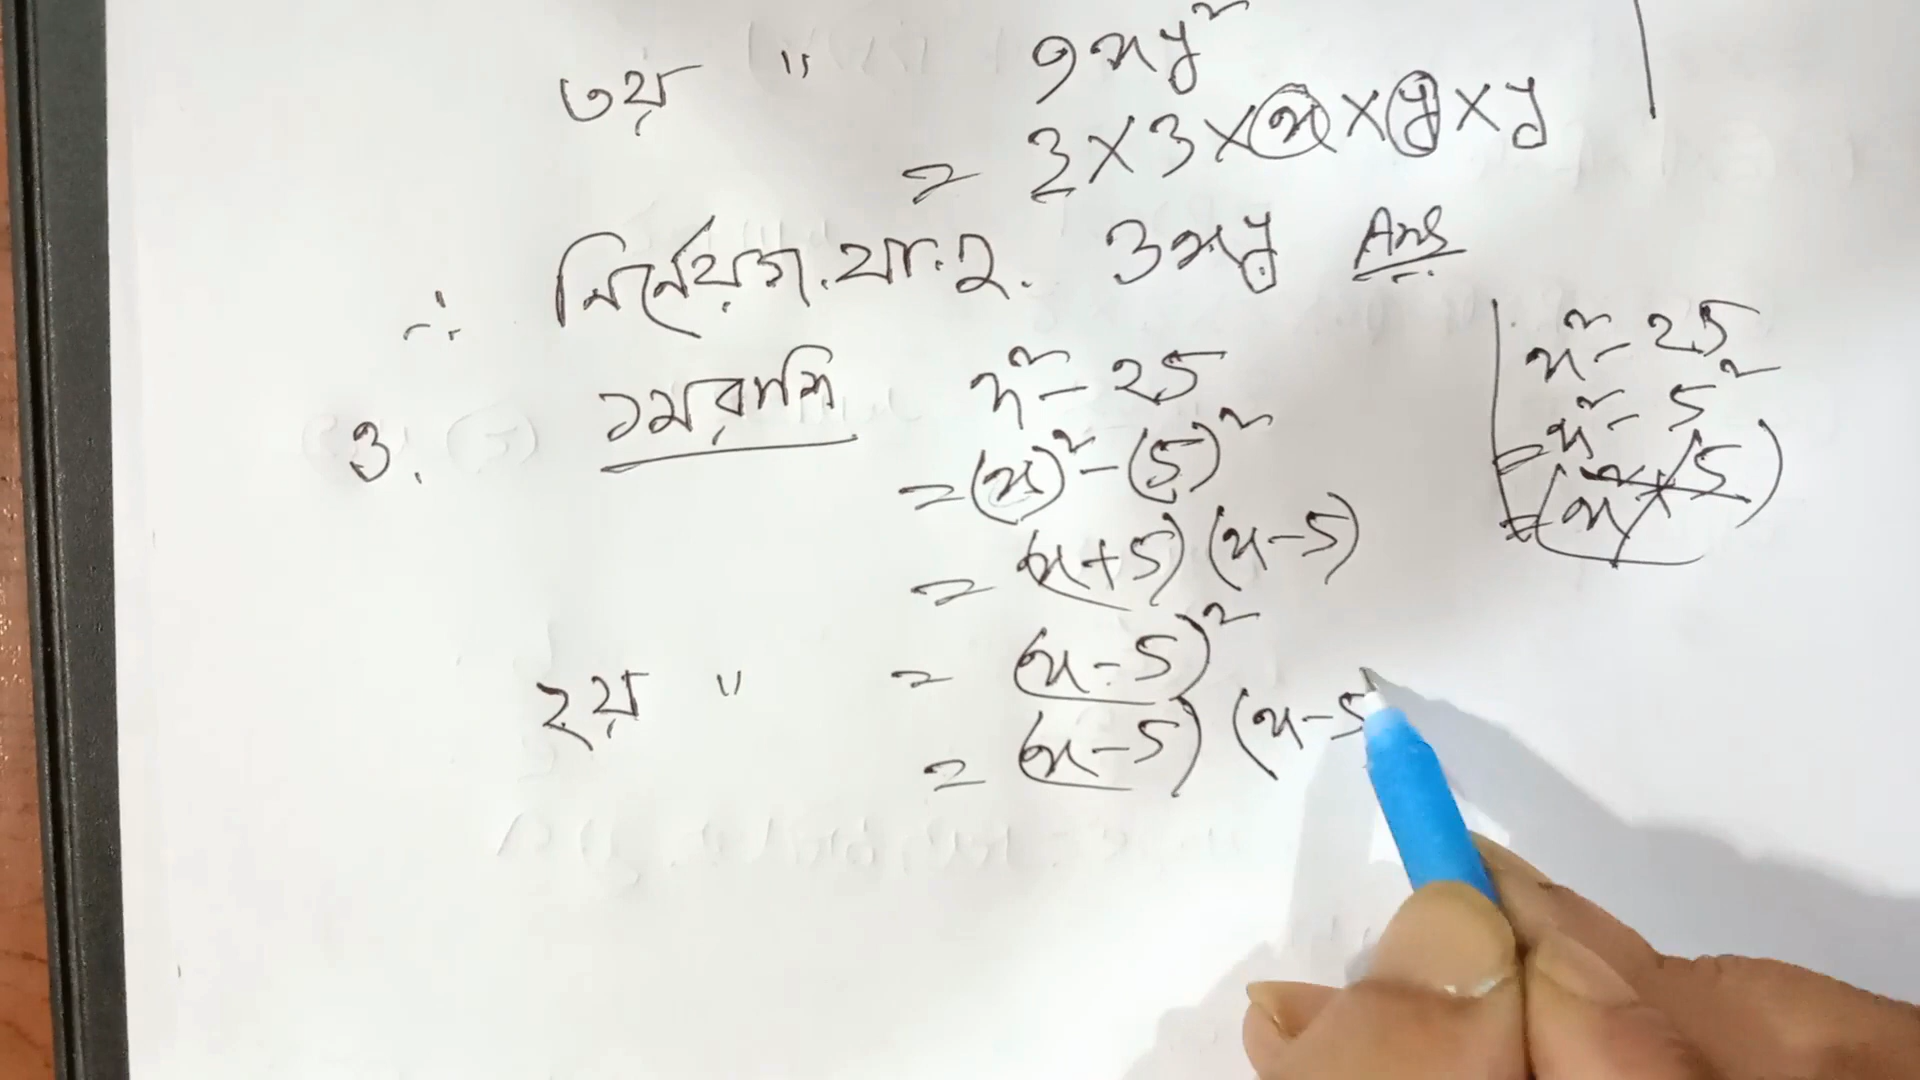 ৩য় " 9xy²
= 3×3×x×y×y
∴ নির্নেয় গ.সা.গু. 3xy Ans
3. ১মরাশি x² - 25
= (x)² - (5)²
= (x+5) (x-5)
২য় " = (x-5)²
= (x-5) (x-5
x² - 25
= x² - 5²